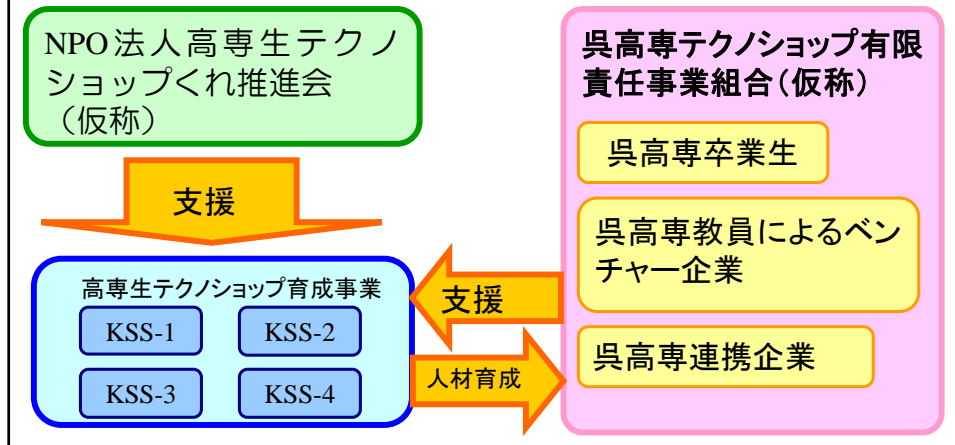 NPO法人高専生テクノ
ショップくれ推進会
（仮称）
支援
高専生テクノショップ育成事業
KSS-1
KSS-2
KSS-3
KSS-4
支援
人材育成
呉高専テクノショップ有限
責任事業組合（仮称）
呉高専卒業生
呉高専教員によるベン
チャー企業
呉高専連携企業